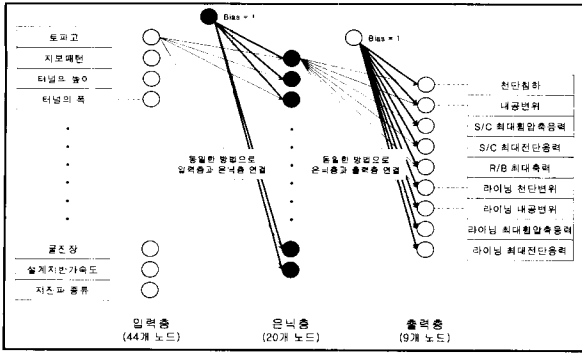 토피고
지보패턴
터널의 높이
터널의 폭
굴진장
설계지반가속도
지진파 종류
Bias = 1
Bias = 1
동일한 방법으로
입력층과 은닉층 연결
동일한 방법으로
은닉층과 출력층 연결
천단침하
내공변위
S/C 최대휨압축응력
S/C 최대전단응력
R/B 최대축력
라이닝 천단변위
라이닝 내공변위
라이닝 최대휨압축응력
라이닝 최대전단응력
입력층
(44개 노드)
은닉층
(20개 노드)
출력층
(9개 노드)